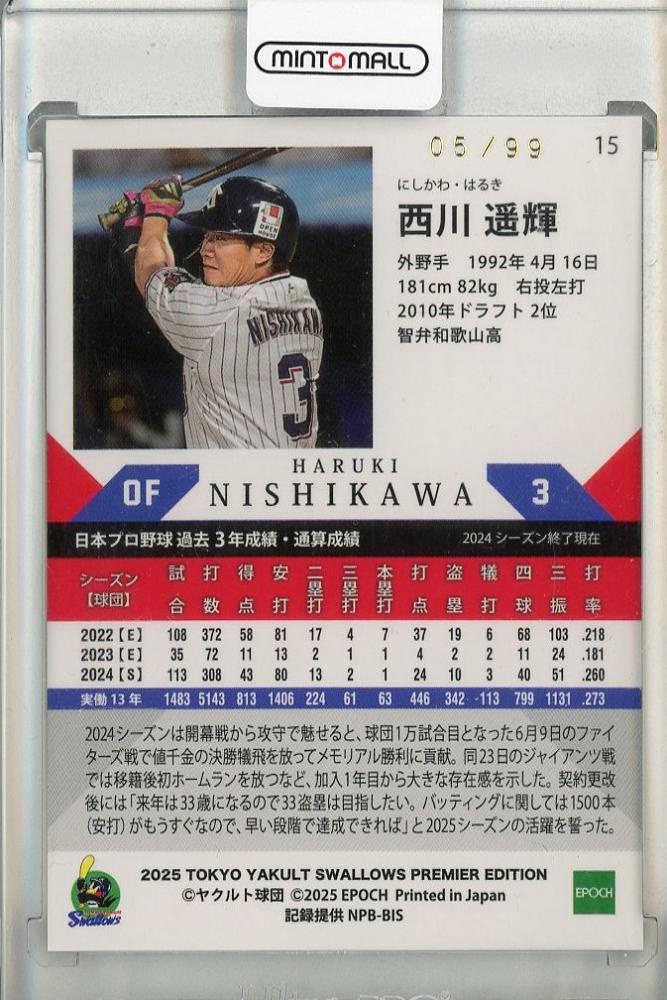 MINT MALL
05/99 15
にしかわ・はるき
西川 遥輝
外野手 1992年 4月 16日
181cm 82kg 右投左打
2010年ドラフト 2位
智弁和歌山高
OPEN HOUSE
NISHIKAWA
3
HARUKI
OF NISHIKAWA 3
日本プロ野球 過去 3年成績・通算成績 2024 シーズン終了現在
シーズン【球団】 試合 打数 得点 安打 二塁打 三塁打 本塁打 打点 盗塁 犠打 四球 三振 打率
2022【E】 108 372 58 81 17 4 7 37 19 6 68 103 .218
2023【E】 35 72 11 13 2 1 1 4 2 2 11 24 .181
2024【S】 113 308 43 80 13 2 1 24 10 3 40 51 .260
実働 13 年 1483 5143 813 1406 224 61 63 446 342 -113 799 1131 .273
2024シーズンは開幕戦から攻守で魅せると、球団1万試合目となった6月9日のファイ
ターズ戦で値千金の決勝犠飛を放ってメモリアル勝利に貢献。同23日のジャイアンツ戦
では移籍後初ホームランを放つなど、加入1年目から大きな存在感を示した。契約更改
後には「来年は33歳になるので33盗塁は目指したい。バッティングに関しては1500本
(安打)がもうすぐなので、早い段階で達成できれば」と2025シーズンの活躍を誓った。
2025 TOKYO YAKULT SWALLOWS PREMIER EDITION
©ヤクルト球団 ©2025 EPOCH Printed in Japan
記録提供 NPB-BIS
Swallows
EPOCH